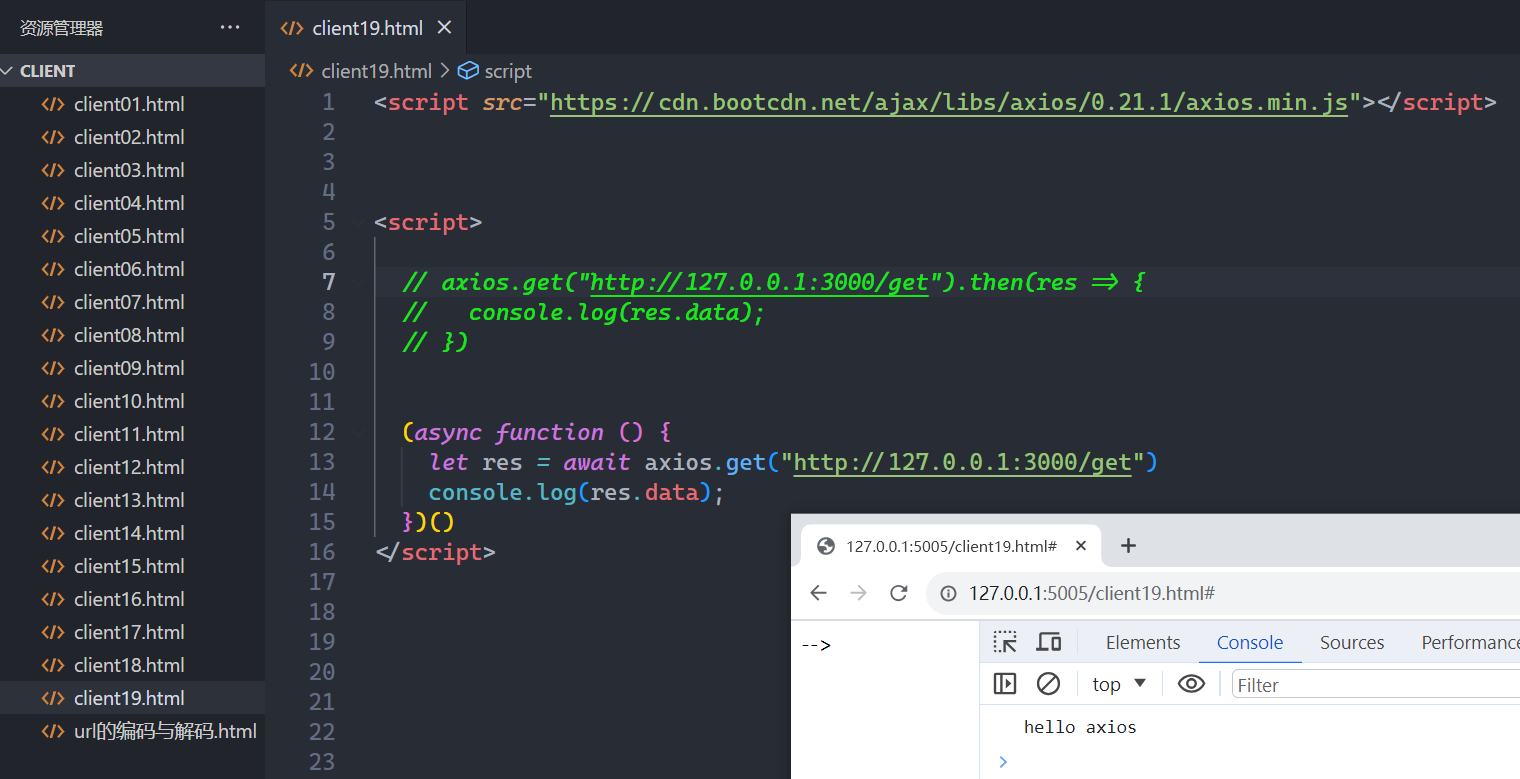 资源管理器 ···
CLIENT
client01.html
client02.html
client03.html
client04.html
client05.html
client06.html
client07.html
client08.html
client09.html
client10.html
client11.html
client12.html
client13.html
client14.html
client15.html
client16.html
client17.html
client18.html
client19.html
url的编码与解码.html
client19.html ×
client19.html > script
1 <script src="https://cdn.bootcdn.net/ajax/libs/axios/0.21.1/axios.min.js"></script>
2
3
4
5 <script>
6
7 // axios.get("http://127.0.0.1:3000/get").then(res => {
8 //   console.log(res.data);
9 // })
10
11
12 (async function () {
13 let res = await axios.get("http://127.0.0.1:3000/get")
14 console.log(res.data);
15 })()
16 </script>
17
18
19
20
21
22
23
127.0.0.1:5005/client19.html# × +
127.0.0.1:5005/client19.html#
-->
Elements Console Sources Performance
top Filter
hello axios
>